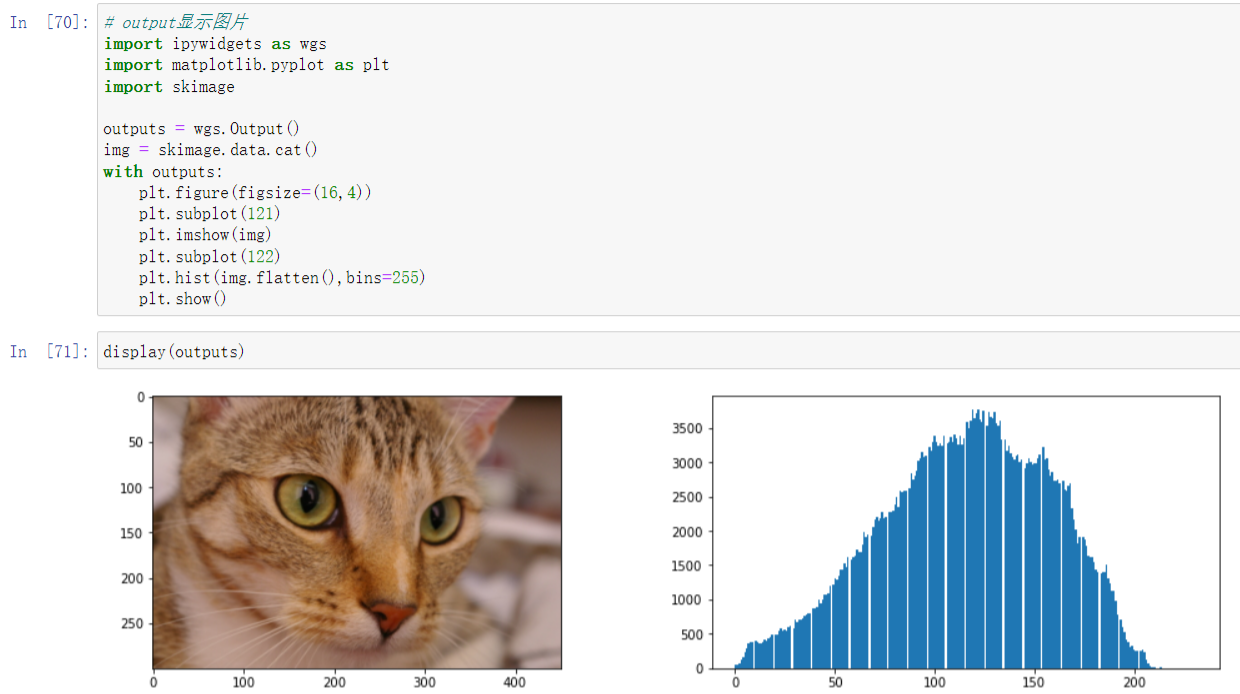 In [70]:
# output显示图片
import ipywidgets as wgs
import matplotlib.pyplot as plt
import skimage
outputs = wgs.Output()
img = skimage.data.cat()
with outputs:
    plt.figure(figsize=(16,4))
    plt.subplot(121)
    plt.imshow(img)
    plt.subplot(122)
    plt.hist(img.flatten(),bins=255)
    plt.show()
In [71]:
display(outputs)
0
50
100
150
200
250
0
100
200
300
400
3500
3000
2500
2000
1500
1000
500
0
0
50
100
150
200